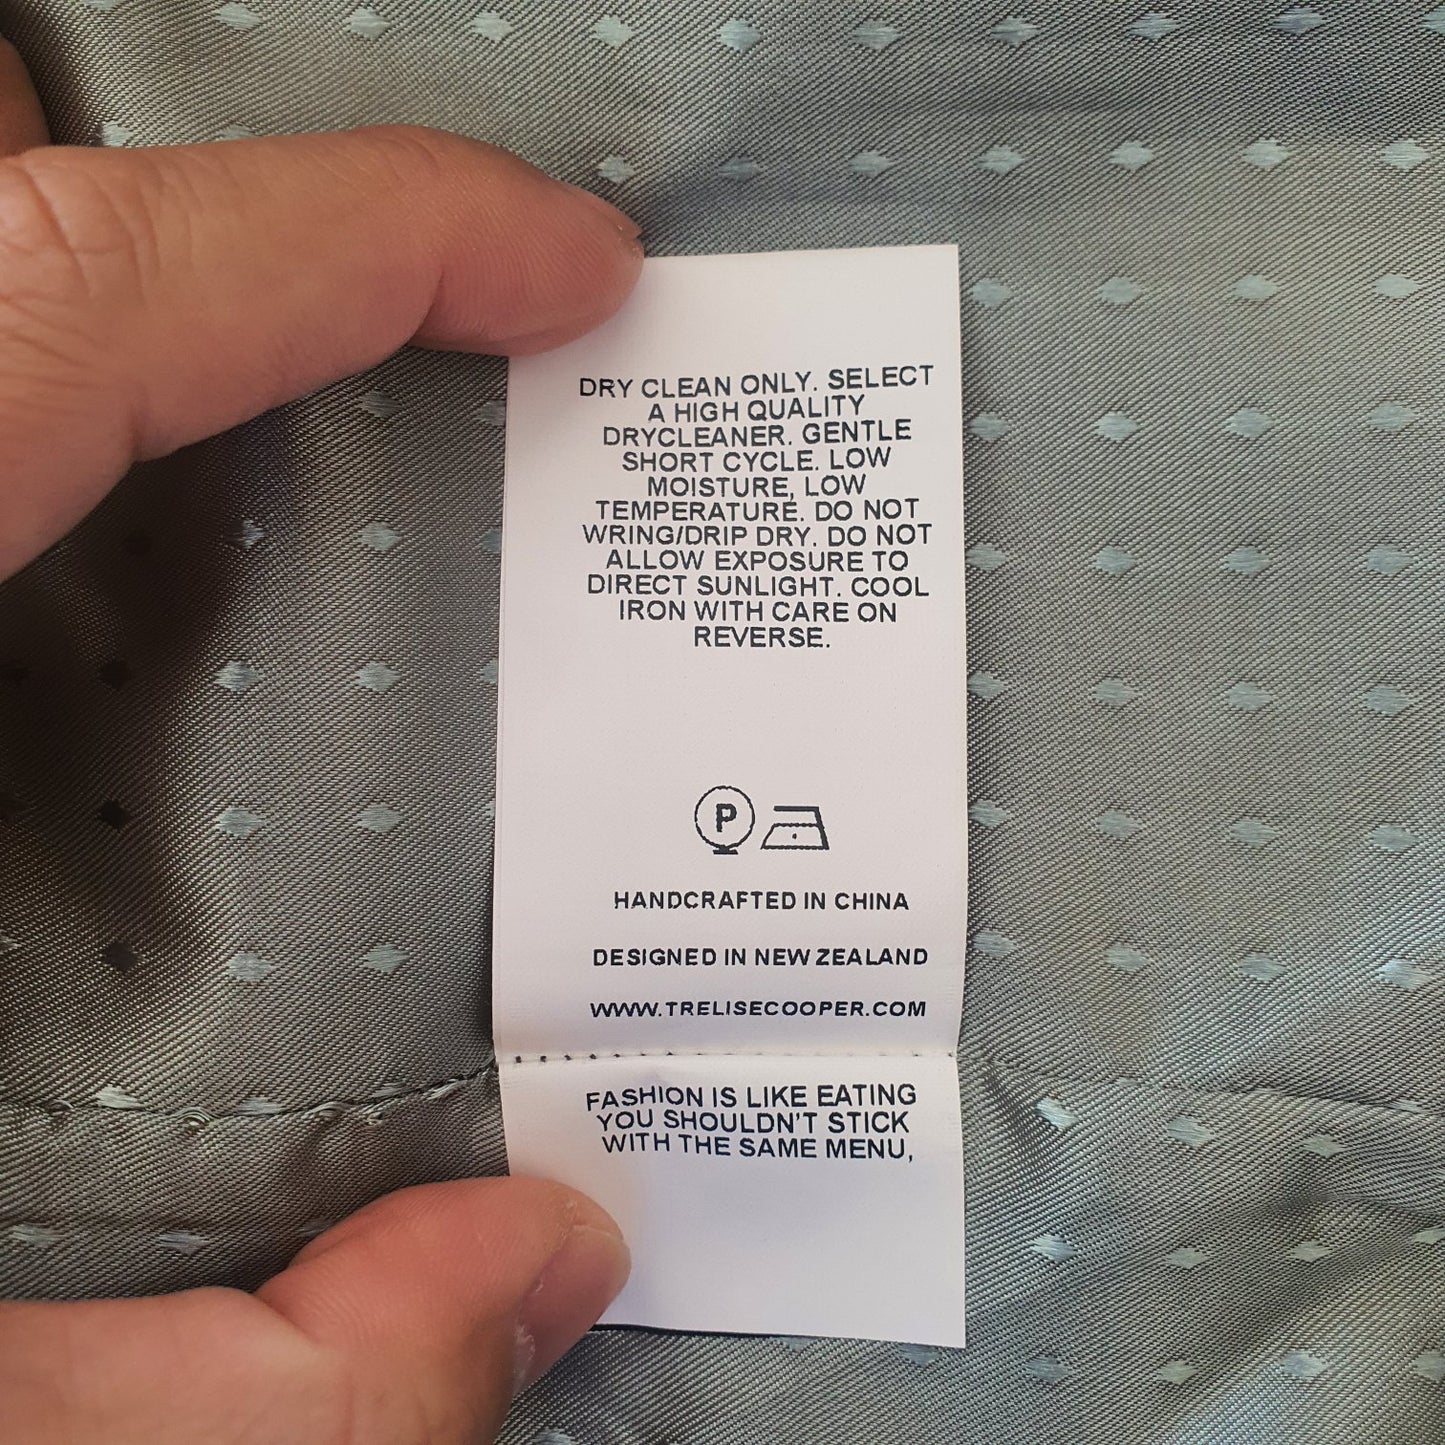 DRY CLEAN ONLY. SELECT
A HIGH QUALITY
DRYCLEANER. GENTLE
SHORT CYCLE. LOW
MOISTURE, LOW
TEMPERATURE. DO NOT
WRING/DRIP DRY. DO NOT
ALLOW EXPOSURE TO
DIRECT SUNLIGHT. COOL
IRON WITH CARE ON
REVERSE.
P
HANDCRAFTED IN CHINA
DESIGNED IN NEW ZEALAND
WWW.TRELISECOOPER.COM
FASHION IS LIKE EATING
YOU SHOULDN'T STICK
WITH THE SAME MENU,